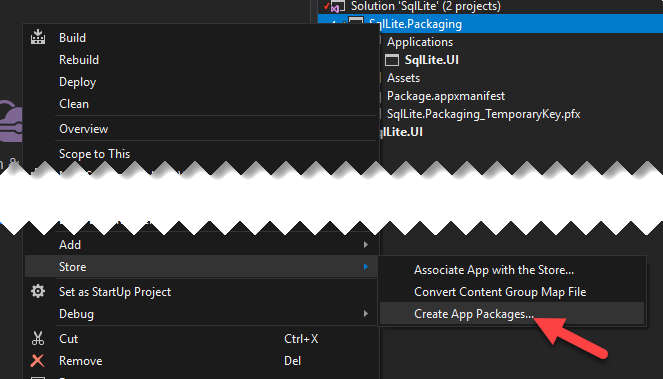 Solution 'SqlLite' (2 projects)
SqlLite.Packaging
Applications
SqlLite.UI
Assets
Package.appxmanifest
SqlLite.Packaging_TemporaryKey.pfx
qlLite.UI
Build
Rebuild
Deploy
Clean
Overview
Scope to This
Add
Store
Set as StartUp Project
Debug
Cut Ctrl+X
Remove Del
Associate App with the Store...
Convert Content Group Map File
Create App Packages...